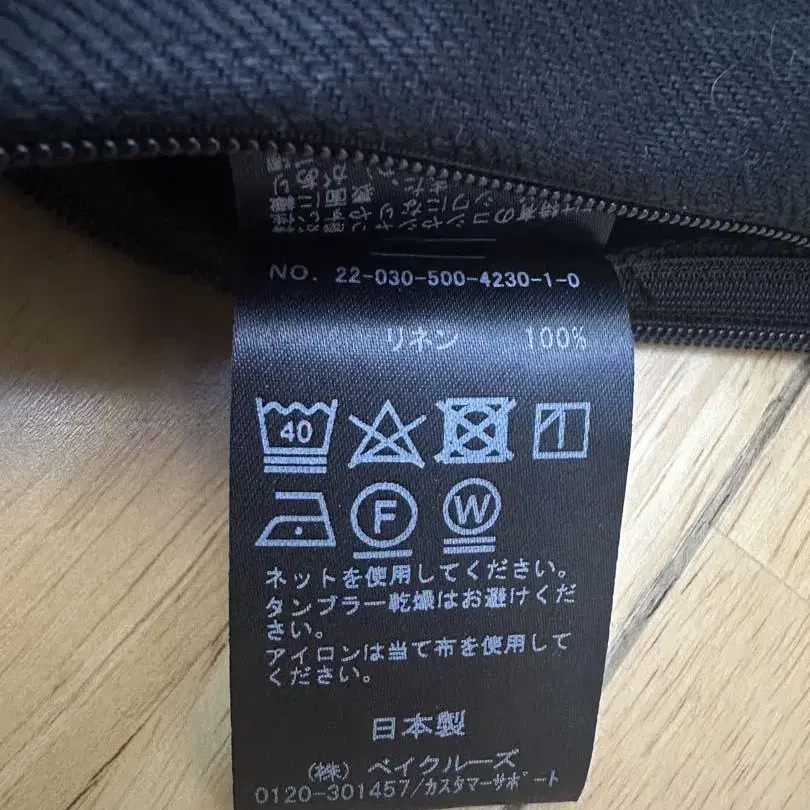 NO. 22-030-500-4230-1-0
リネン 100%
40
F W
ネットを使用してください。
タンブラー乾燥はお避けくだ
さい。
アイロンは当て布を使用して
ください。
日本製
(株) ベイクルーズ
0120-301457/カスタマーサポート